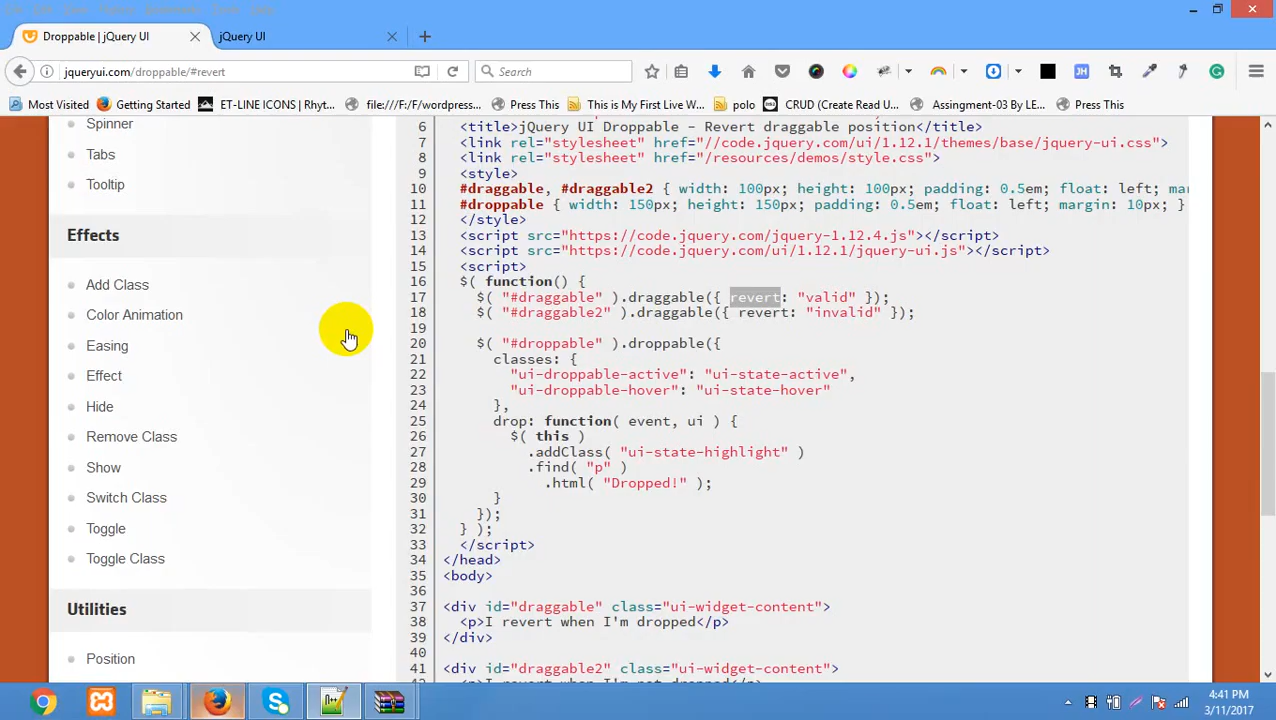 Droppable | jQuery UI
jQuery UI
jqueryui.com/droppable/#revert
Search
Most Visited
Getting Started
ET-LINE ICONS | Rhyt...
file:///F:/F/wordpress...
Press This
This is My First Live W...
polo
CRUD (Create Read U...
Assingment-03 By LE...
Press This
Spinner
Tabs
Tooltip
Effects
Add Class
Color Animation
Easing
Effect
Hide
Remove Class
Show
Switch Class
Toggle
Toggle Class
Utilities
Position
6 <title>jQuery UI Droppable - Revert draggable position</title>
7 <link rel="stylesheet" href="//code.jquery.com/ui/1.12.1/themes/base/jquery-ui.css">
8 <link rel="stylesheet" href="/resources/demos/style.css">
9 <style>
10 #draggable, #draggable2 { width: 100px; height: 100px; padding: 0.5em; float: left; ma
11 #droppable { width: 150px; height: 150px; padding: 0.5em; float: left; margin: 10px; }
12 </style>
13 <script src="https://code.jquery.com/jquery-1.12.4.js"></script>
14 <script src="https://code.jquery.com/ui/1.12.1/jquery-ui.js"></script>
15 <script>
16 $( function() {
17 $( "#draggable" ).draggable({ revert: "valid" });
18 $( "#draggable2" ).draggable({ revert: "invalid" });
19
20 $( "#droppable" ).droppable({
21 classes: {
22 "ui-droppable-active": "ui-state-active",
23 "ui-droppable-hover": "ui-state-hover"
24 },
25 drop: function( event, ui ) {
26 $( this )
27 .addClass( "ui-state-highlight" )
28 .find( "p" )
29 .html( "Dropped!" );
30 }
31 });
32 } );
33 </script>
34 </head>
35 <body>
36
37 <div id="draggable" class="ui-widget-content">
38 <p>I revert when I'm dropped</p>
39 </div>
40
41 <div id="draggable2" class="ui-widget-content">
<p>I revert when I'm not dropped</p>
JH
4:41 PM
3/11/2017